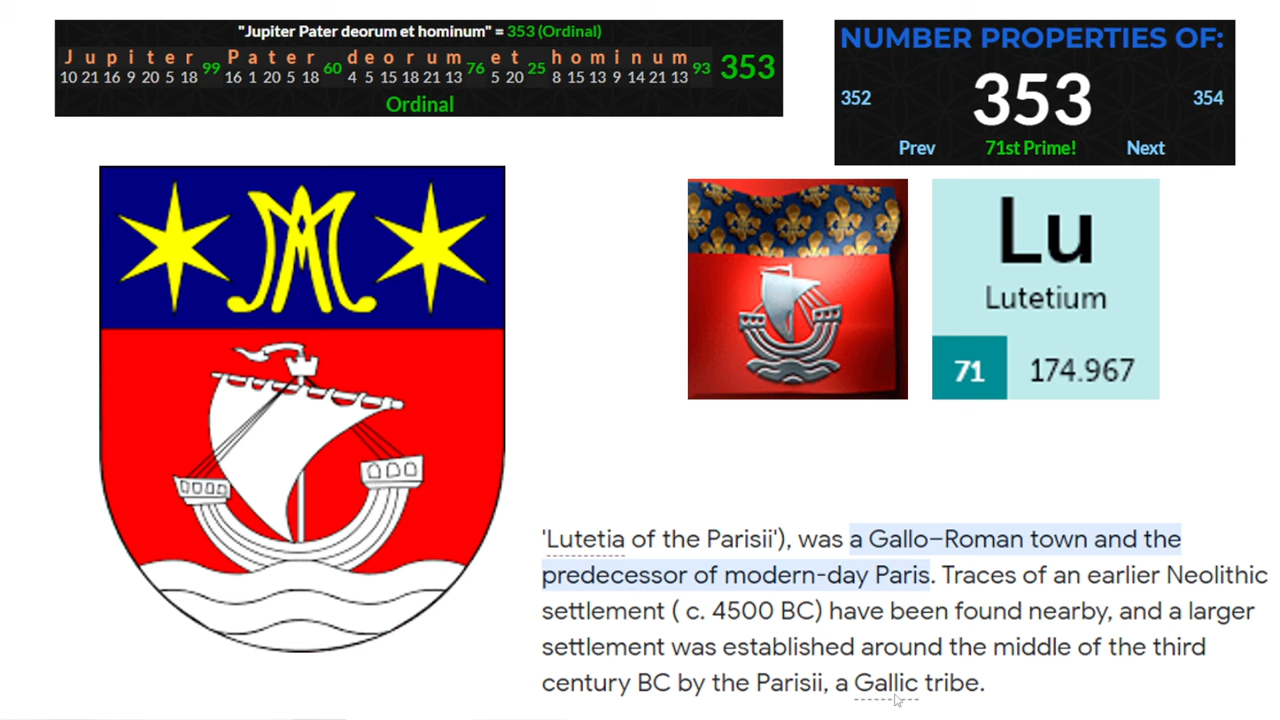 "Jupiter Pater deorum et hominum" = 353 (Ordinal)
J u p i t e r 99 P a t e r 60 d e o r u m 76 e t 25 h o m i n u m 93 353
10 21 16 9 20 5 18 16 1 20 5 18 4 5 15 18 21 13 5 20 8 15 13 9 14 21 13
Ordinal
NUMBER PROPERTIES OF:
352 353 354
Prev 71st Prime! Next
Lu
Lutetium
71 174.967
'Lutetia of the Parisii'), was a Gallo–Roman town and the
predecessor of modern-day Paris. Traces of an earlier Neolithic
settlement ( c. 4500 BC) have been found nearby, and a larger
settlement was established around the middle of the third
century BC by the Parisii, a Gallic tribe.